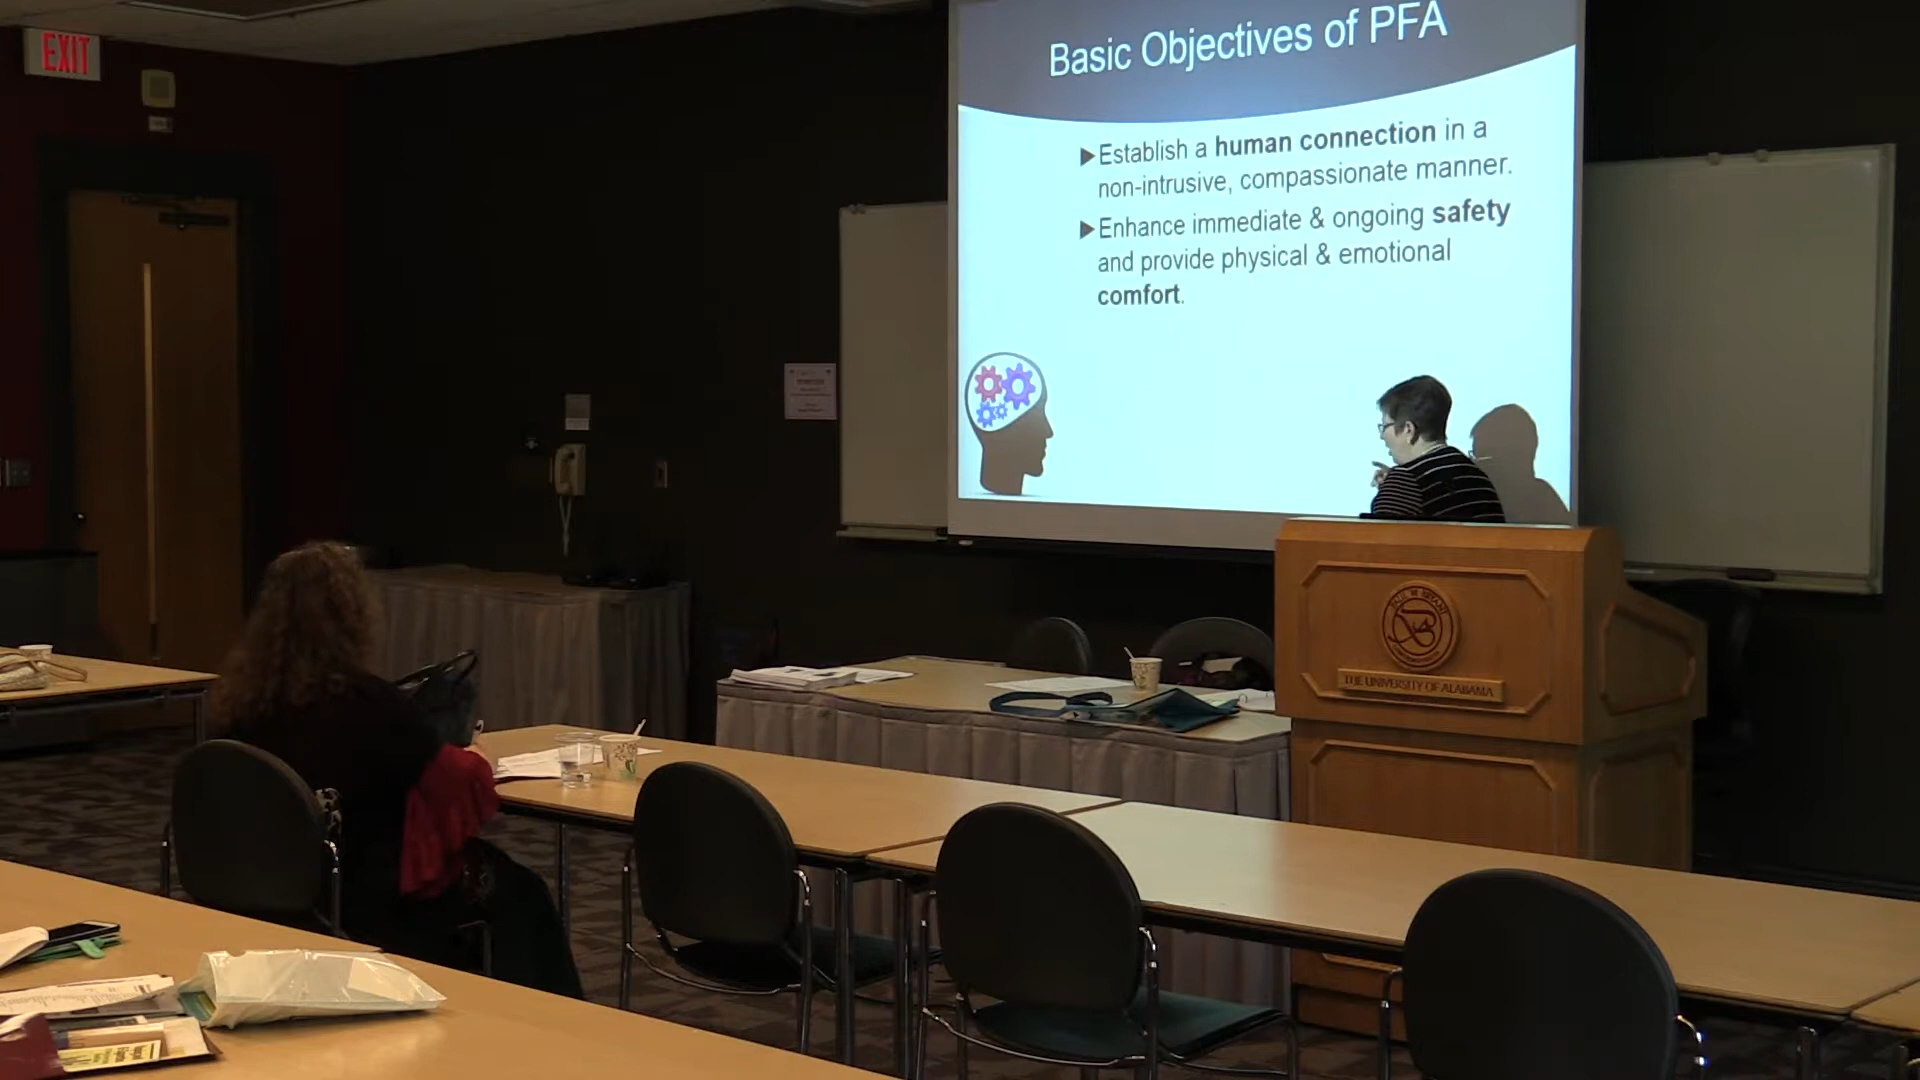 EXIT
Basic Objectives of PFA
Establish a human connection in a
non-intrusive, compassionate manner.
Enhance immediate & ongoing safety
and provide physical & emotional
comfort.
THE UNIVERSITY OF ALABAMA